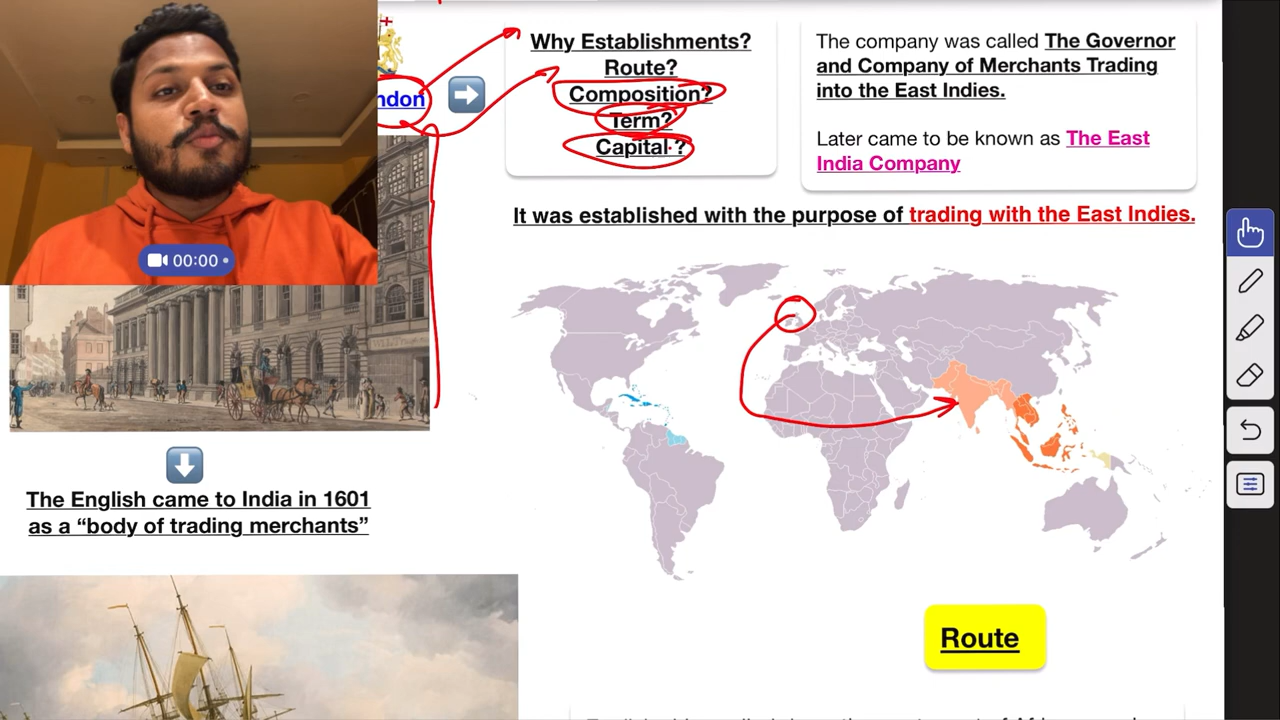 ndon
Why Establishments?
Route?
Composition?
Term?
Capital ?
The company was called The Governor
and Company of Merchants Trading
into the East Indies.
Later came to be known as The East
India Company
It was established with the purpose of trading with the East Indies.
00:00
The English came to India in 1601
as a “body of trading merchants”
Route